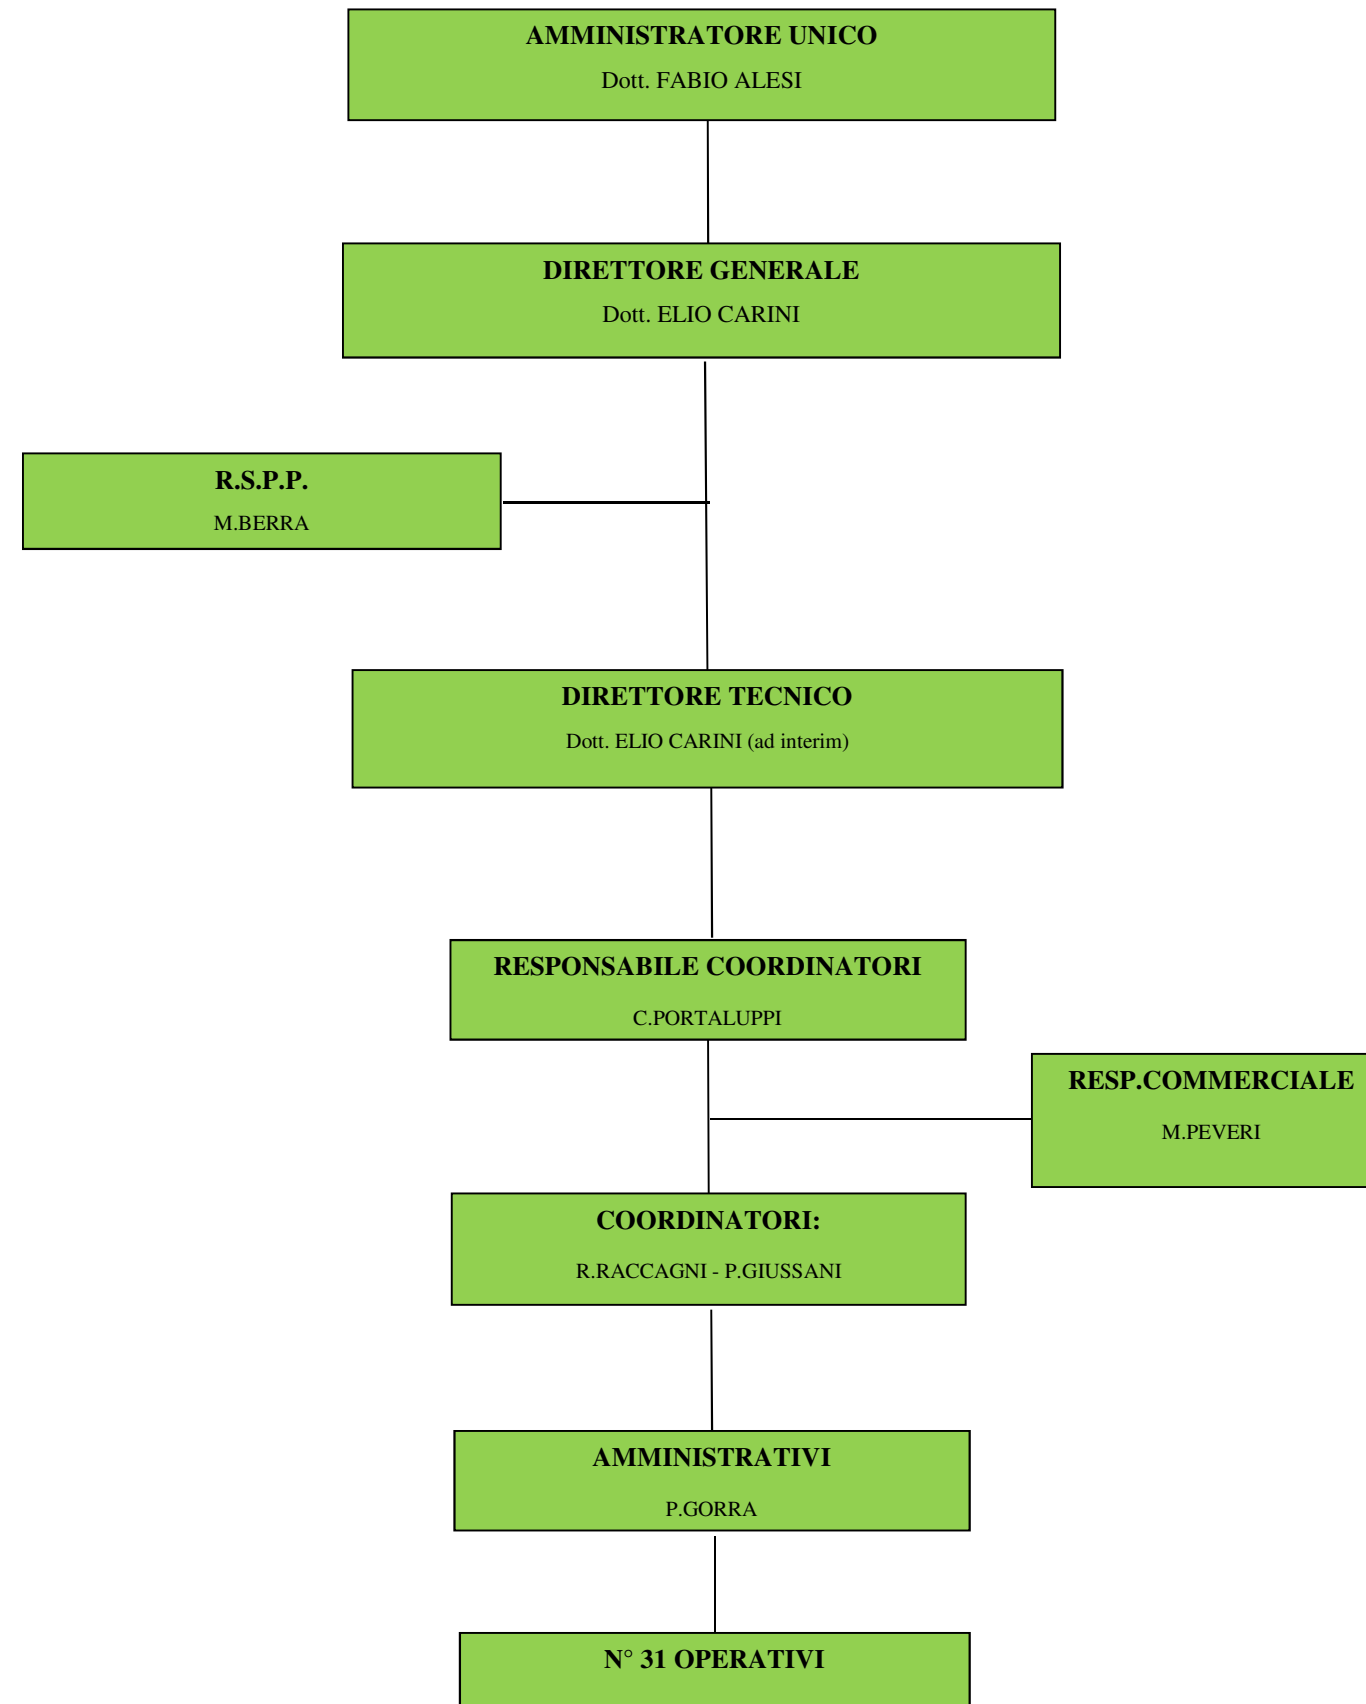 AMMINISTRATORE UNICO
Dott. FABIO ALESI
DIRETTORE GENERALE
Dott. ELIO CARINI
R.S.P.P.
M.BERRA
DIRETTORE TECNICO
Dott. ELIO CARINI (ad interim)
RESPONSABILE COORDINATORI
C.PORTALUPPI
RESP.COMMERCIALE
M.PEVERI
COORDINATORI:
R.RACCAGNI - P.GIUSSANI
AMMINISTRATIVI
P.GORRA
N° 31 OPERATIVI